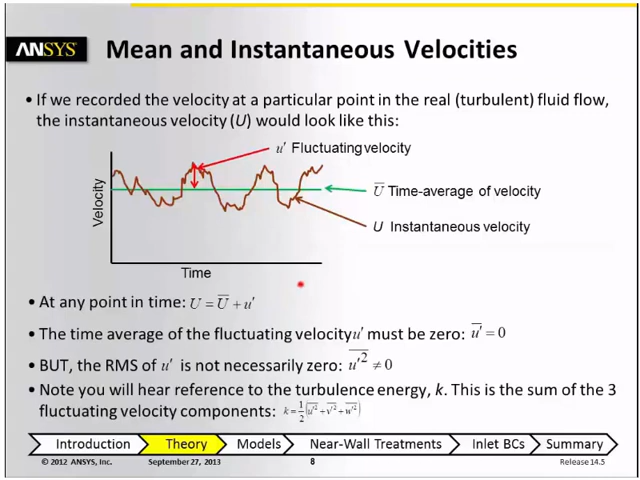 ANSYS
Mean and Instantaneous Velocities
• If we recorded the velocity at a particular point in the real (turbulent) fluid flow,
the instantaneous velocity (U) would look like this:
u' Fluctuating velocity
U̅ Time-average of velocity
U Instantaneous velocity
Velocity
Time
• At any point in time: U = U̅ + u'
• The time average of the fluctuating velocity u' must be zero: u̅'̅ = 0
• BUT, the RMS of u' is not necessarily zero: u̅'̅²̅ ≠ 0
• Note you will hear reference to the turbulence energy, k. This is the sum of the 3
fluctuating velocity components: k = 1/2 (u̅'̅²̅ + v̅'̅²̅ + w̅'̅²̅)
Introduction Theory Models Near-Wall Treatments Inlet BCs Summary
© 2012 ANSYS, Inc. September 27, 2013 8 Release 14.5